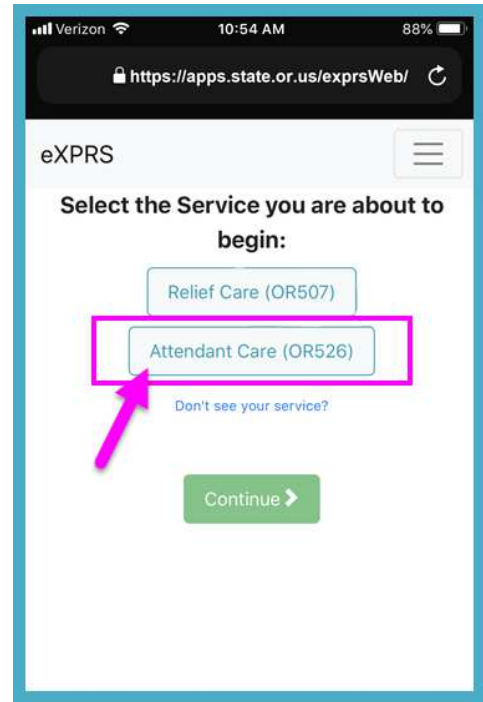 Verizon 10:54 AM 88%
https://apps.state.or.us/exprsWeb/
eXPRS
Select the Service you are about to
begin:
Relief Care (OR507)
Attendant Care (OR526)
Don't see your service?
Continue